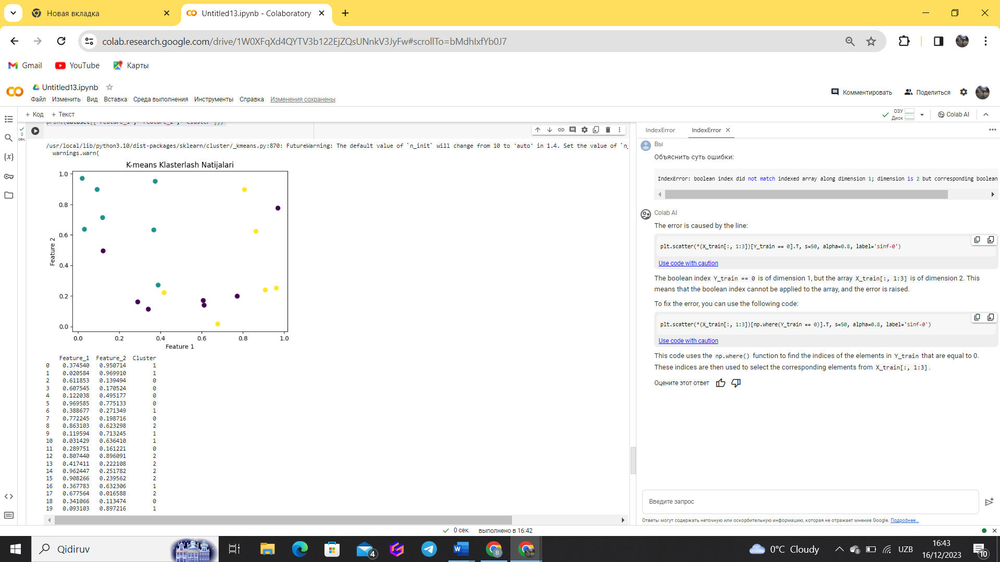 Новая вкладка
Untitled13.ipynb - Colaboratory
colab.research.google.com/drive/1W0XFqXd4QYTV3b122EjZQsUNnkV3JyFw#scrollTo=bMdhIxfYb0J7
Gmail YouTube Карты
Untitled13.ipynb
Файл Изменить Вид Вставка Среда выполнения Инструменты Справка Изменения сохранены
Комментировать Поделиться
+ Код + Текст
ОЗУ
Диск
Colab AI
0
сек.
print(dataset[['Feature_1', 'Feature_2', 'Cluster']])
/usr/local/lib/python3.10/dist-packages/sklearn/cluster/_kmeans.py:870: FutureWarning: The default value of `n_init` will change from 10 to 'auto' in 1.4. Set the value of `n_
warnings.warn(
K-means Klasterlash Natijalari
1.0
0.8
0.6
0.4
0.2
0.0
Feature 2
0.0 0.2 0.4 0.6 0.8 1.0
Feature 1
Feature_1 Feature_2 Cluster
0 0.374540 0.950714 1
1 0.020584 0.969910 1
2 0.611853 0.139494 0
3 0.607545 0.170524 0
4 0.122038 0.495177 0
5 0.969585 0.775133 0
6 0.388677 0.271349 1
7 0.772245 0.198716 0
8 0.863103 0.623298 2
9 0.119594 0.713245 1
10 0.031429 0.636410 1
11 0.289751 0.161221 0
12 0.807440 0.896091 2
13 0.417411 0.222108 2
14 0.962447 0.251782 2
15 0.908266 0.239562 2
16 0.367783 0.632306 1
17 0.677564 0.016588 2
18 0.341066 0.113474 0
19 0.093103 0.897216 1
IndexError IndexError
Вы
Объяснить суть ошибки:
IndexError: boolean index did not match indexed array along dimension 1; dimension is 2 but corresponding boolean
Colab AI
The error is caused by the line:
plt.scatter(*(X_train[:, 1:3])[Y_train == 0].T, s=50, alpha=0.8, label='sinf-0')
Use code with caution
The boolean index Y_train == 0 is of dimension 1, but the array X_train[:, 1:3] is of dimension 2. This
means that the boolean index cannot be applied to the array, and the error is raised.
To fix the error, you can use the following code:
plt.scatter(*(X_train[:, 1:3])[np.where(Y_train == 0)].T, s=50, alpha=0.8, label='sinf-0')
Use code with caution
This code uses the np.where() function to find the indices of the elements in Y_train that are equal to 0.
These indices are then used to select the corresponding elements from X_train[:, 1:3].
Оцените этот ответ
Введите запрос
Ответы могут содержать неточную или оскорбительную информацию, которая не отражает мнение Google. Подробнее…
0 сек. выполнено в 16:42
Qidiruv
4
0°C Cloudy
UZB
16:43
16/12/2023
10